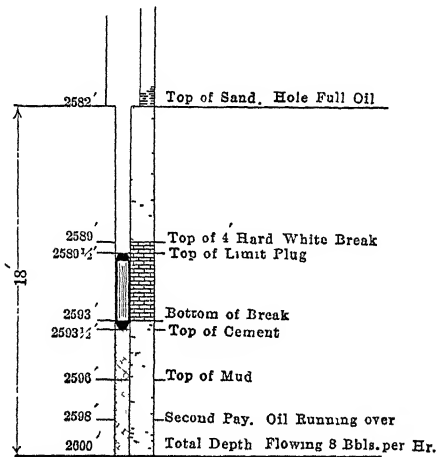 2582' Top of Sand. Hole Full Oil
18'
2589' Top of 4' Hard White Break
2589½' Top of Limit Plug
2593' Bottom of Break
2593½' Top of Cement
2596' Top of Mud
2598' Second Pay. Oil Running over
2600' Total Depth Flowing 8 Bbls. per Hr.